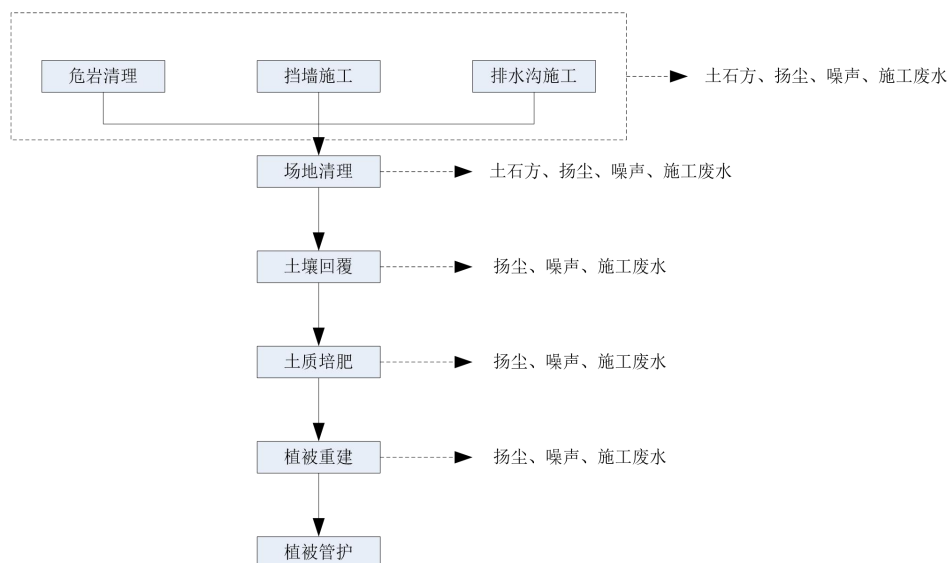 危岩清理 挡墙施工 排水沟施工 土石方、扬尘、噪声、施工废水
场地清理 土石方、扬尘、噪声、施工废水
土壤回覆 扬尘、噪声、施工废水
土质培肥 扬尘、噪声、施工废水
植被重建 扬尘、噪声、施工废水
植被管护